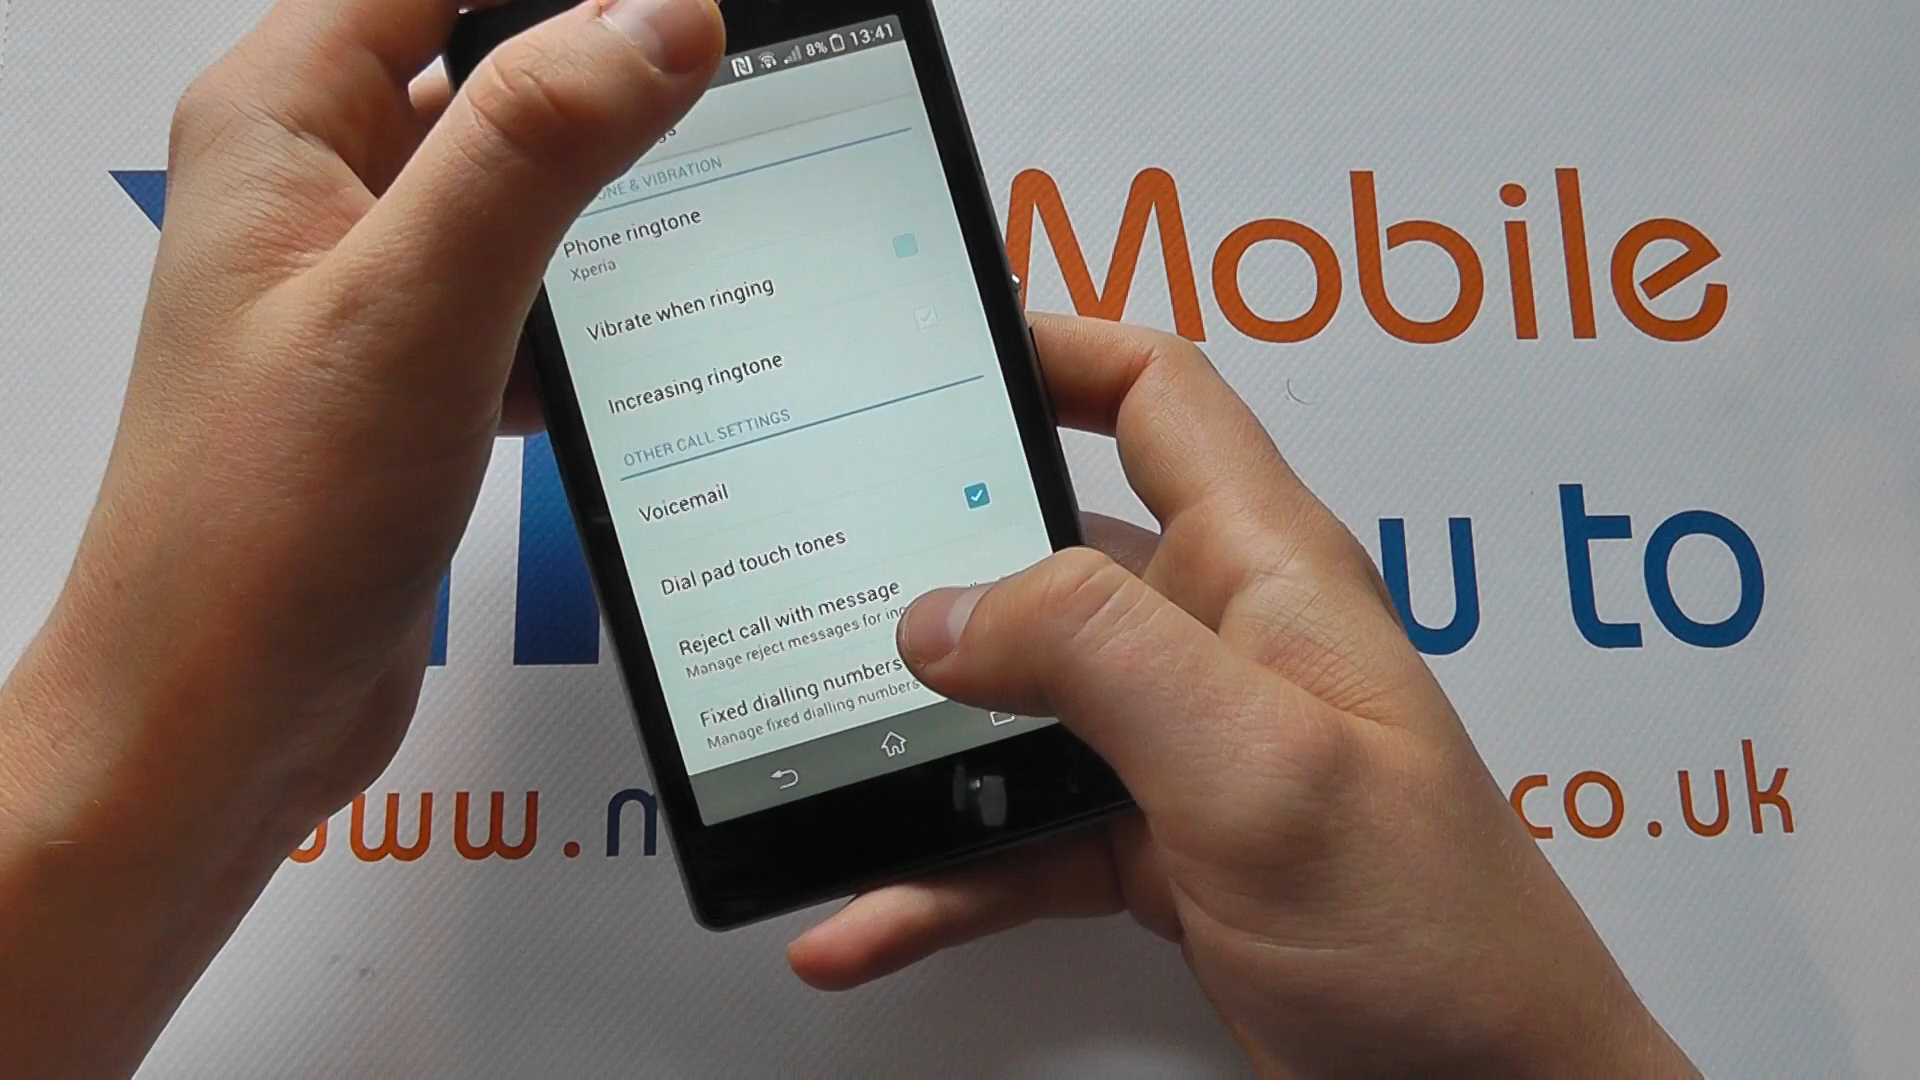 8% 13:41
& VIBRATION
Phone ringtone
Xperia
Vibrate when ringing
Increasing ringtone
OTHER CALL SETTINGS
Voicemail
Dial pad touch tones
Reject call with message
Manage reject messages for
Fixed dialling numbers
Manage fixed dialling numbers
Mobile
to
www.
.co.uk